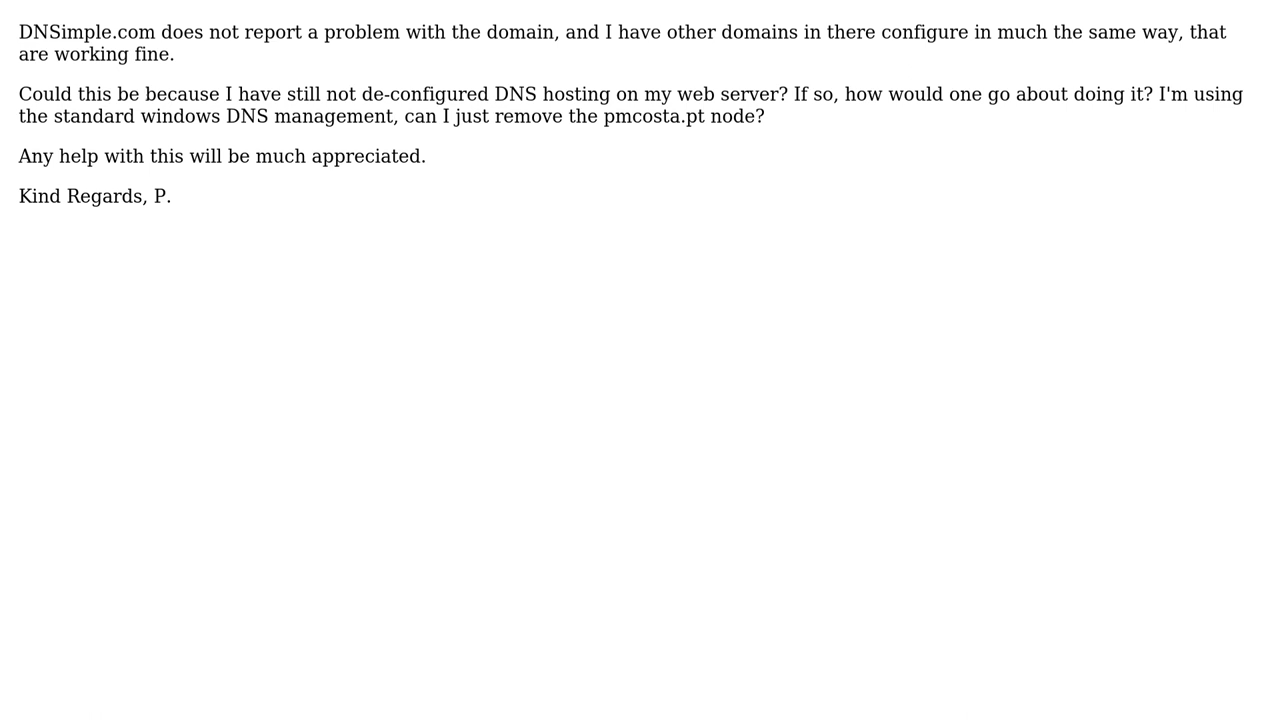 DNSimple.com does not report a problem with the domain, and I have other domains in there configure in much the same way, that
are working fine.
Could this be because I have still not de-configured DNS hosting on my web server? If so, how would one go about doing it? I'm using
the standard windows DNS management, can I just remove the pmcosta.pt node?
Any help with this will be much appreciated.
Kind Regards, P.